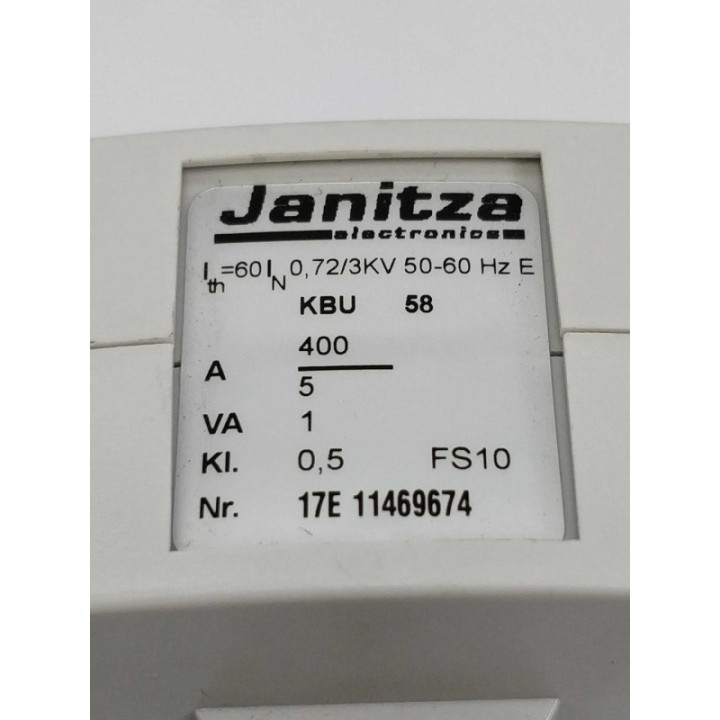 Janitza
electronics
Ith=60IN 0,72/3KV 50-60 Hz E
KBU 58
A 400
5
VA 1
Kl. 0,5 FS10
Nr. 17E 11469674